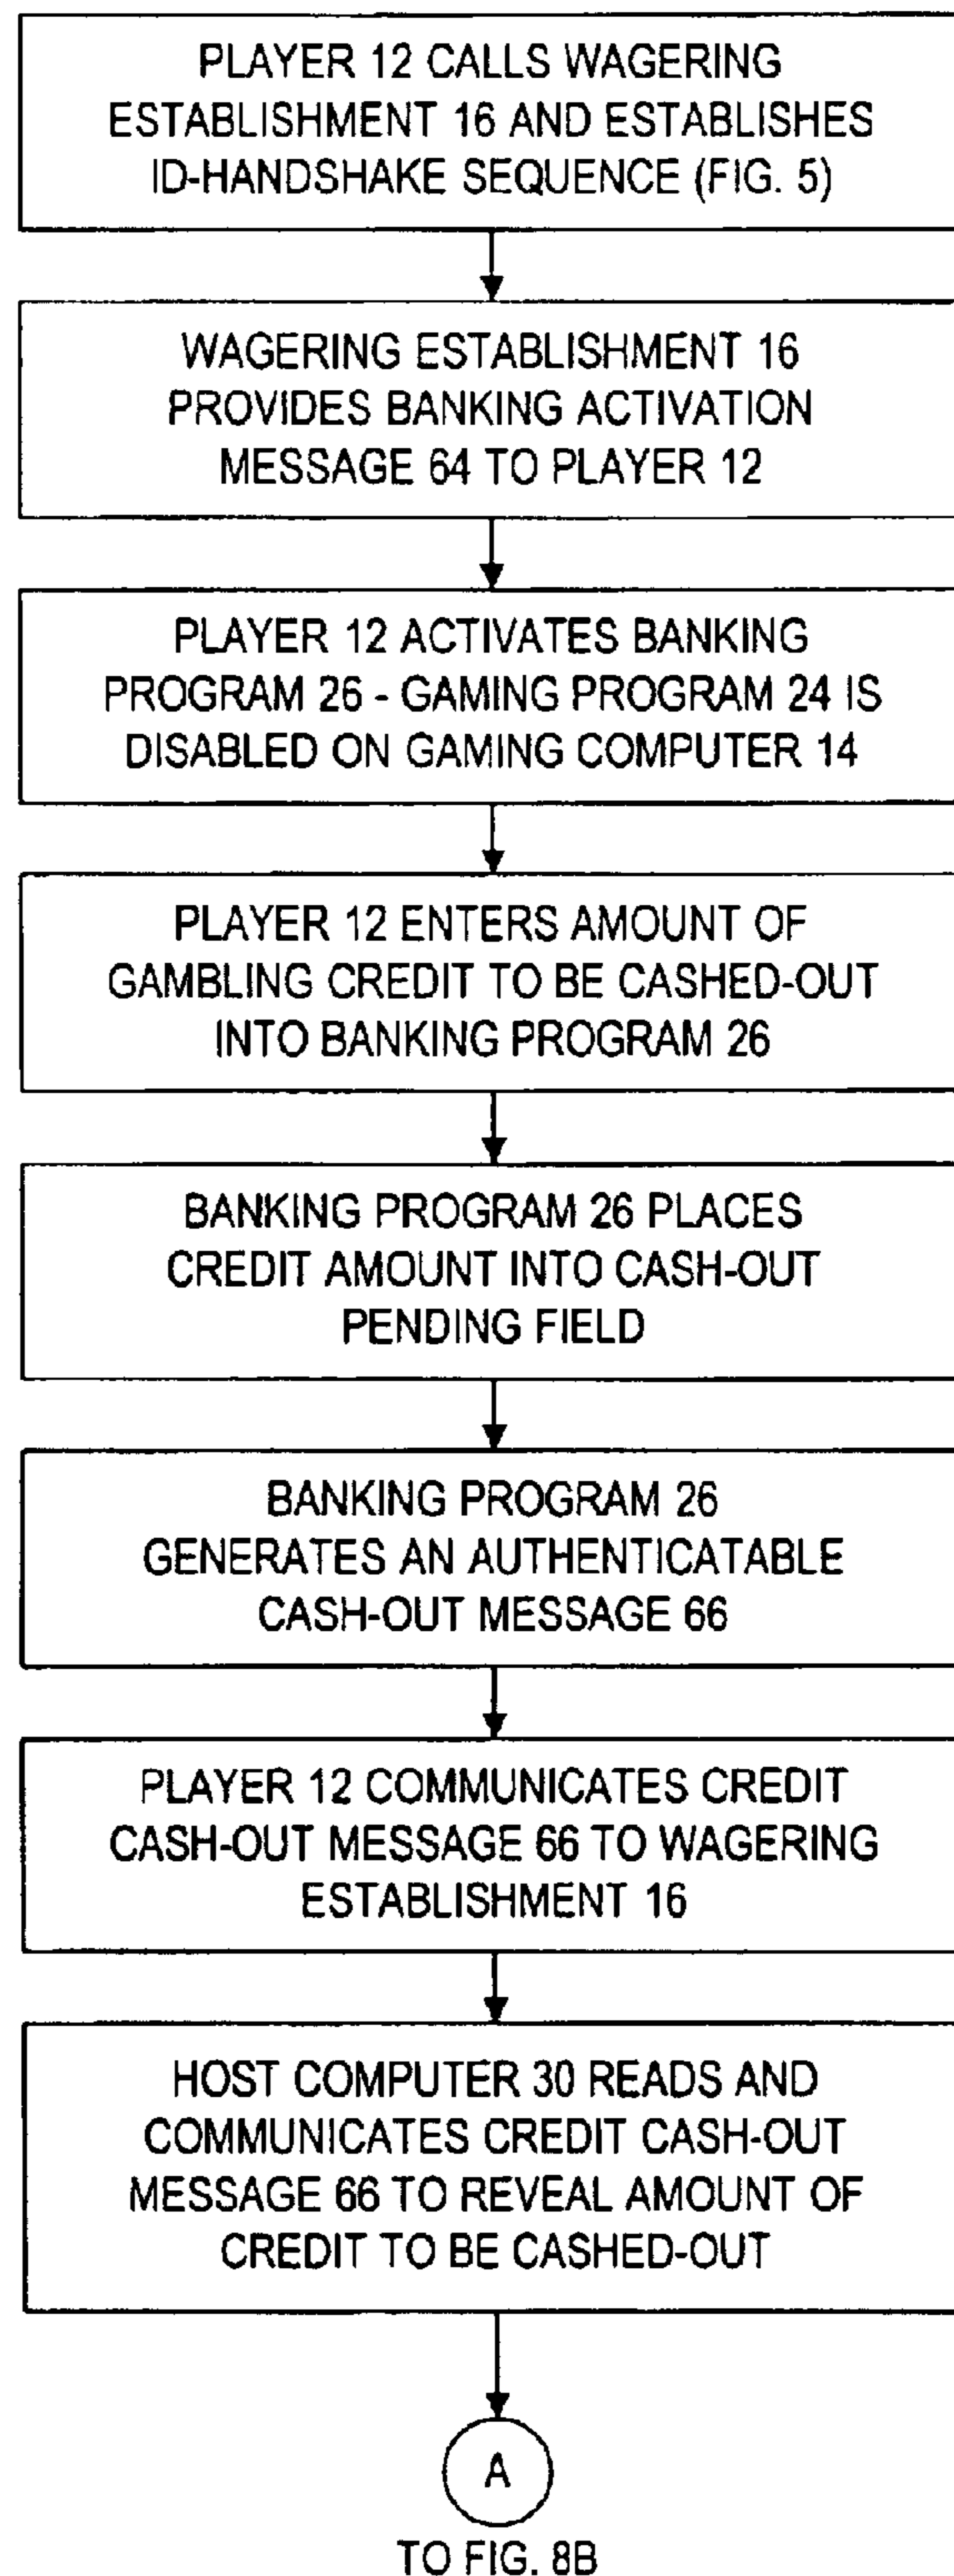 PLAYER 12 CALLS WAGERING
ESTABLISHMENT 16 AND ESTABLISHES
ID-HANDSHAKE SEQUENCE (FIG. 5)
WAGERING ESTABLISHMENT 16
PROVIDES BANKING ACTIVATION
MESSAGE 64 TO PLAYER 12
PLAYER 12 ACTIVATES BANKING
PROGRAM 26 - GAMING PROGRAM 24 IS
DISABLED ON GAMING COMPUTER 14
PLAYER 12 ENTERS AMOUNT OF
GAMBLING CREDIT TO BE CASHED-OUT
INTO BANKING PROGRAM 26
BANKING PROGRAM 26 PLACES
CREDIT AMOUNT INTO CASH-OUT
PENDING FIELD
BANKING PROGRAM 26
GENERATES AN AUTHENTICATABLE
CASH-OUT MESSAGE 66
PLAYER 12 COMMUNICATES CREDIT
CASH-OUT MESSAGE 66 TO WAGERING
ESTABLISHMENT 16
HOST COMPUTER 30 READS AND
COMMUNICATES CREDIT CASH-OUT
MESSAGE 66 TO REVEAL AMOUNT OF
CREDIT TO BE CASHED-OUT
A
TO FIG. 8B